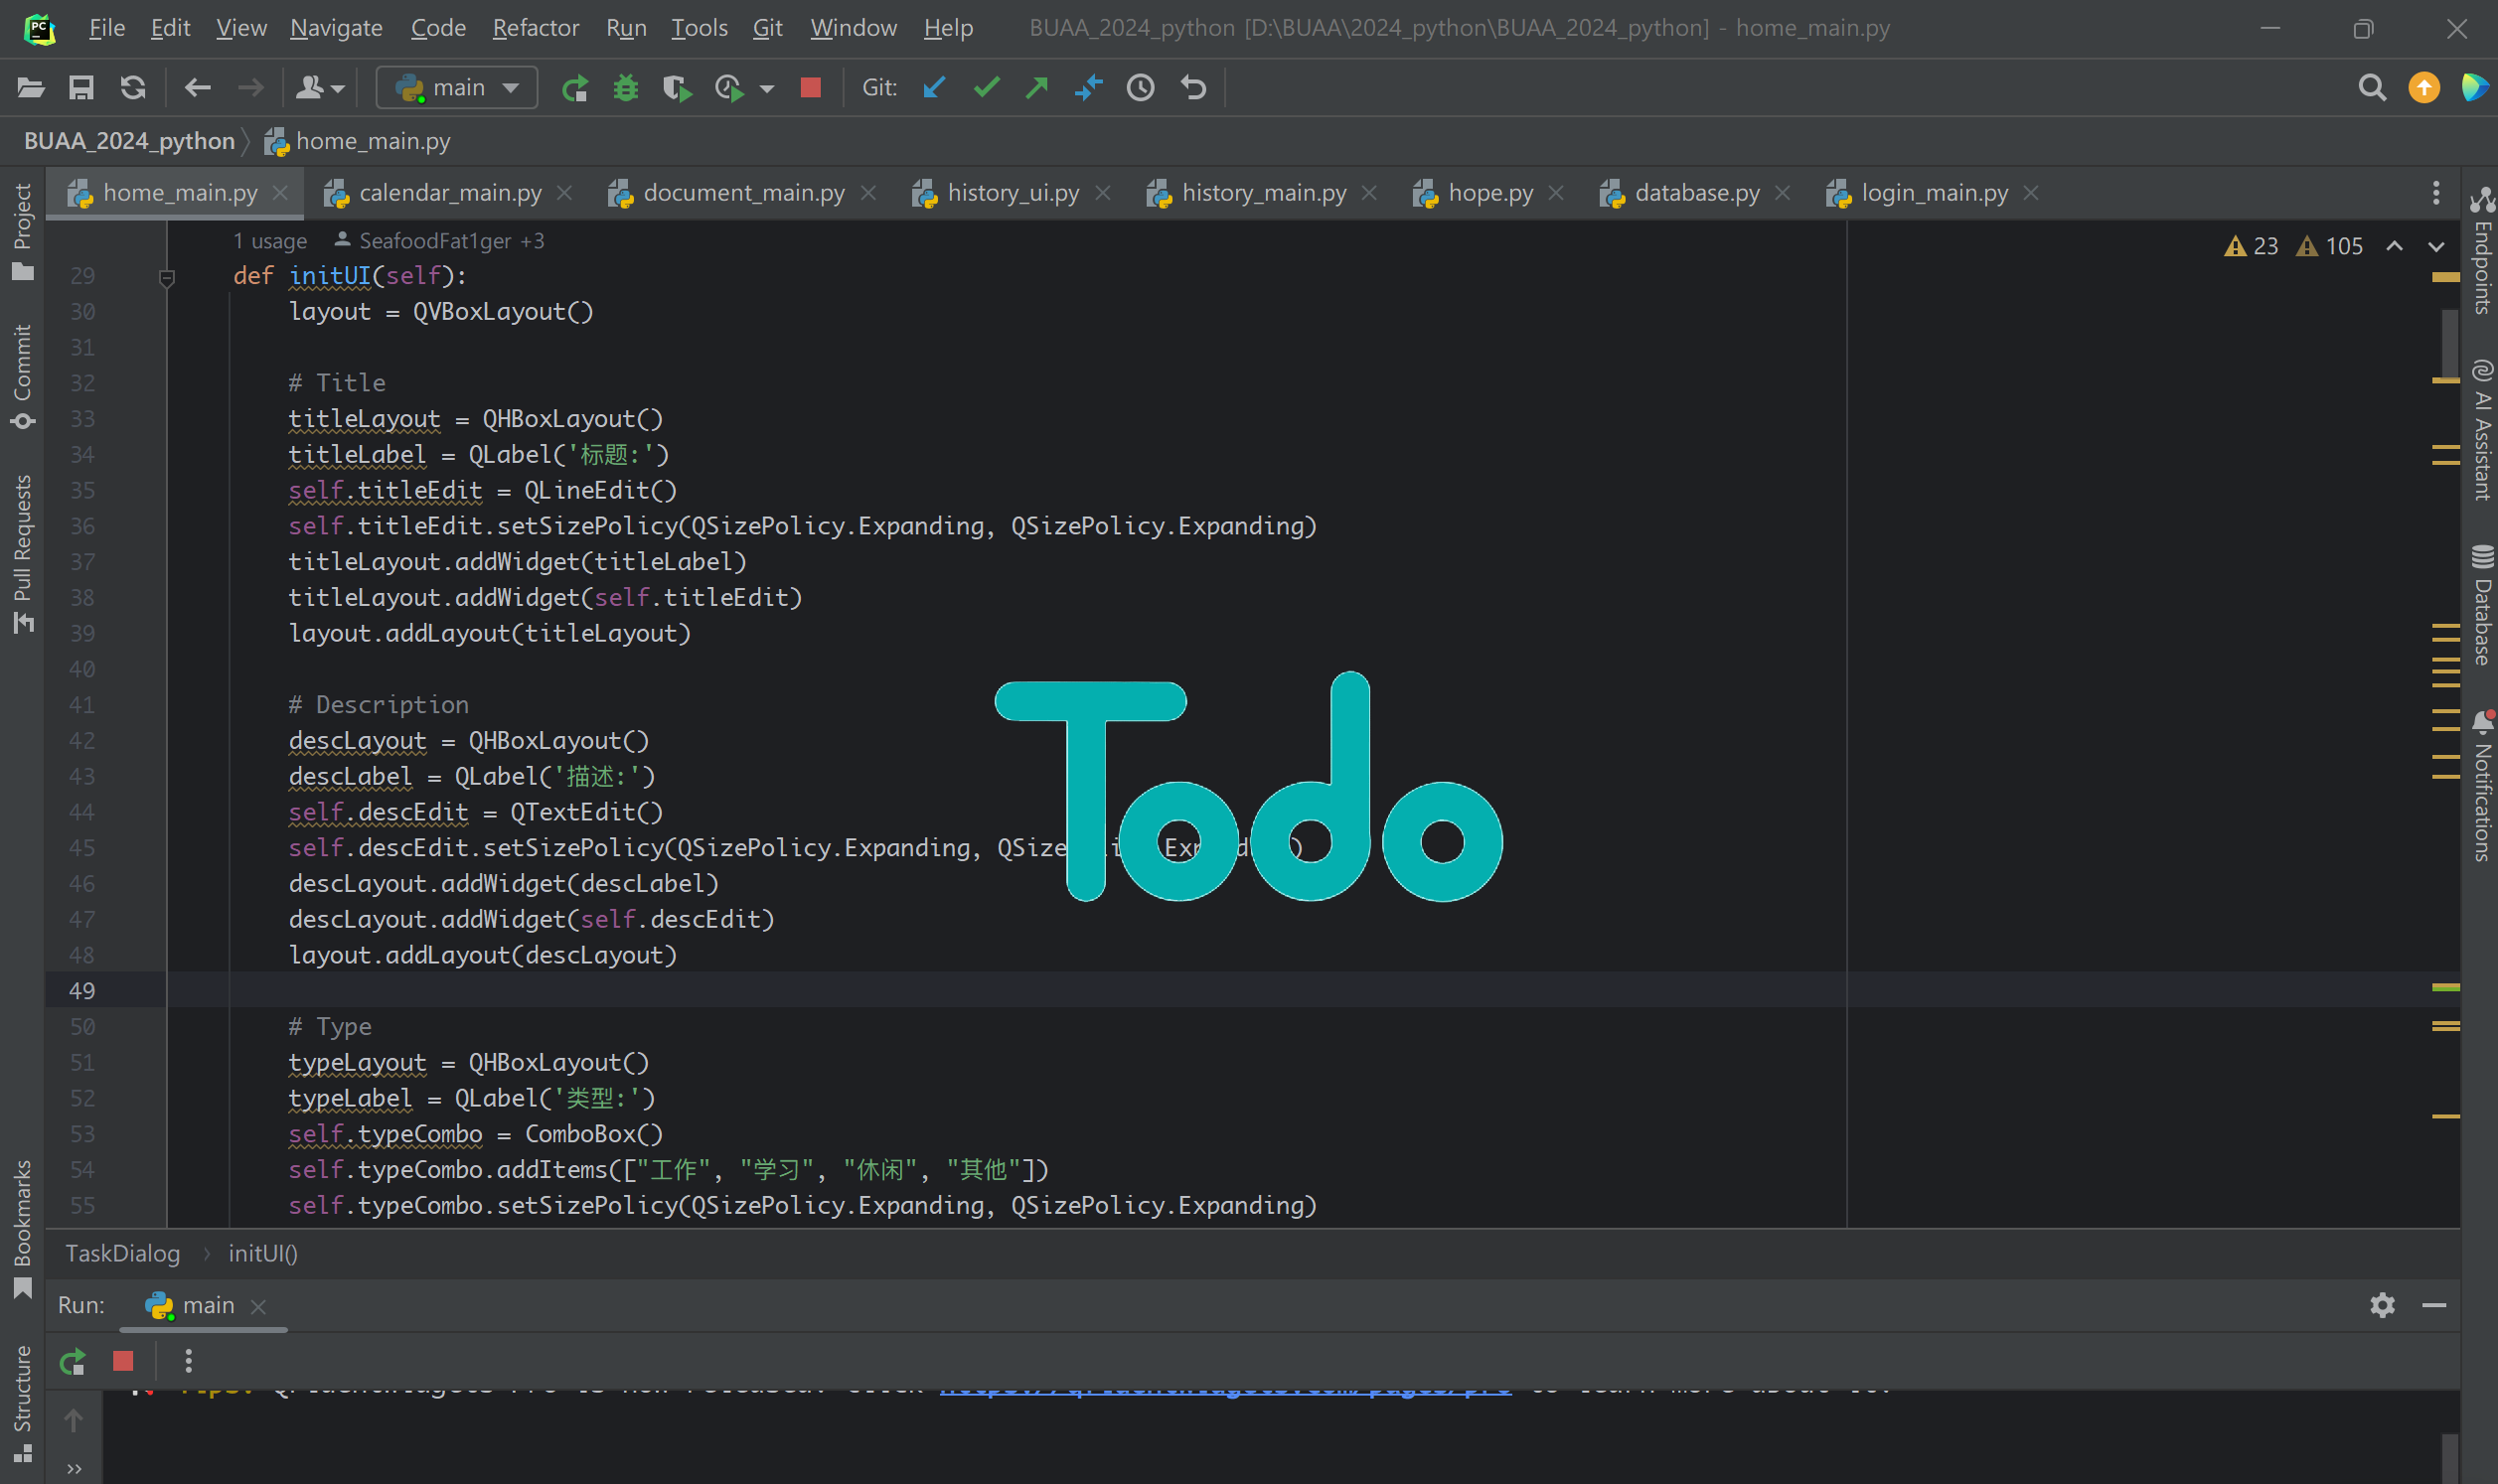 File Edit View Navigate Code Refactor Run Tools Git Window Help BUAA_2024_python [D:\BUAA\2024_python\BUAA_2024_python] - home_main.py
main Git:
BUAA_2024_python home_main.py
home_main.py calendar_main.py document_main.py history_ui.py history_main.py hope.py database.py login_main.py
1 usage SeafoodFat1ger +3
23 105
29 def initUI(self):
30 layout = QVBoxLayout()
31
32 # Title
33 titleLayout = QHBoxLayout()
34 titleLabel = QLabel('标题:')
35 self.titleEdit = QLineEdit()
36 self.titleEdit.setSizePolicy(QSizePolicy.Expanding, QSizePolicy.Expanding)
37 titleLayout.addWidget(titleLabel)
38 titleLayout.addWidget(self.titleEdit)
39 layout.addLayout(titleLayout)
40
41 # Description
42 descLayout = QHBoxLayout()
43 descLabel = QLabel('描述:')
44 self.descEdit = QTextEdit()
45 self.descEdit.setSizePolicy(QSizePolicy.Expanding,
46 descLayout.addWidget(descLabel)
47 descLayout.addWidget(self.descEdit)
48 layout.addLayout(descLayout)
49
50 # Type
51 typeLayout = QHBoxLayout()
52 typeLabel = QLabel('类型:')
53 self.typeCombo = ComboBox()
54 self.typeCombo.addItems(["工作", "学习", "休闲", "其他"])
55 self.typeCombo.setSizePolicy(QSizePolicy.Expanding, QSizePolicy.Expanding)
Todo
TaskDialog initUI()
Run: main
Project
Commit
Pull Requests
Bookmarks
Structure
Endpoints
AI Assistant
Database
Notifications